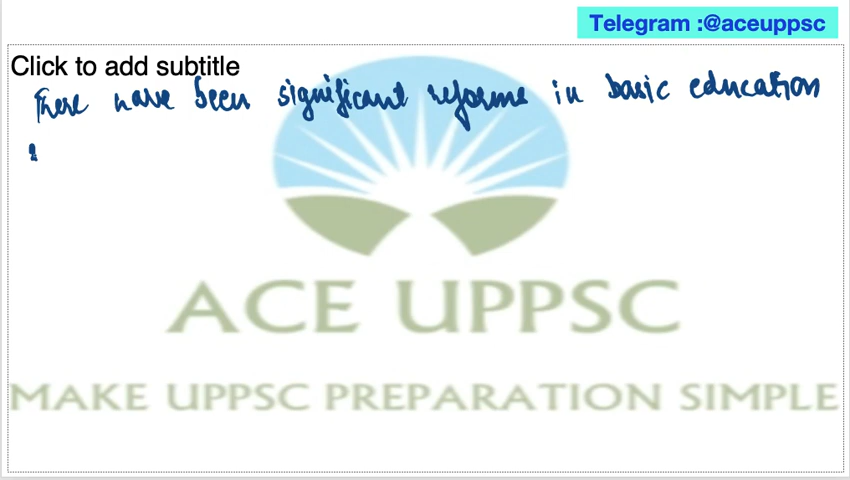 Telegram :@aceuppsc
Click to add subtitle
There have been significant reforms in basic education
ACE UPPSC
MAKE UPPSC PREPARATION SIMPLE